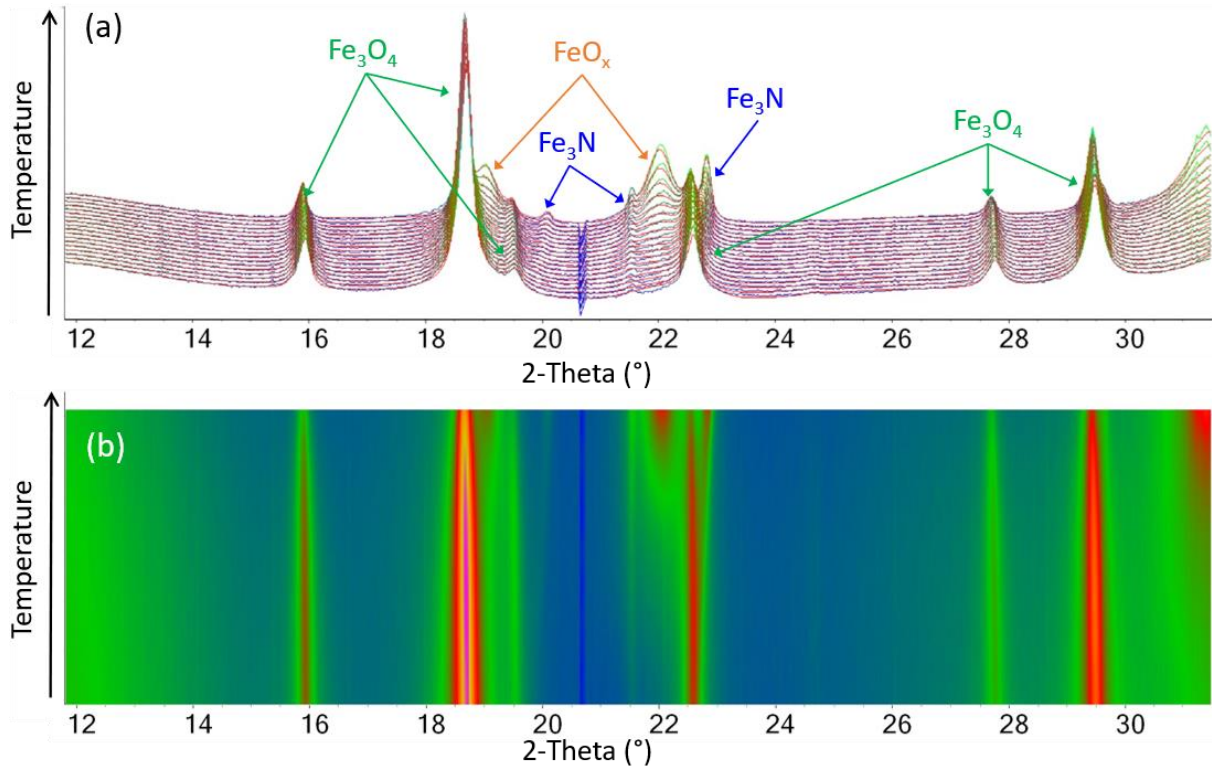 (a)
Temperature
Fe₃O₄
FeOₓ
Fe₃N
Fe₃N
Fe₃O₄
12 14 16 18 20 22 24 26 28 30
2-Theta (°)
(b)
Temperature
12 14 16 18 20 22 24 26 28 30
2-Theta (°)